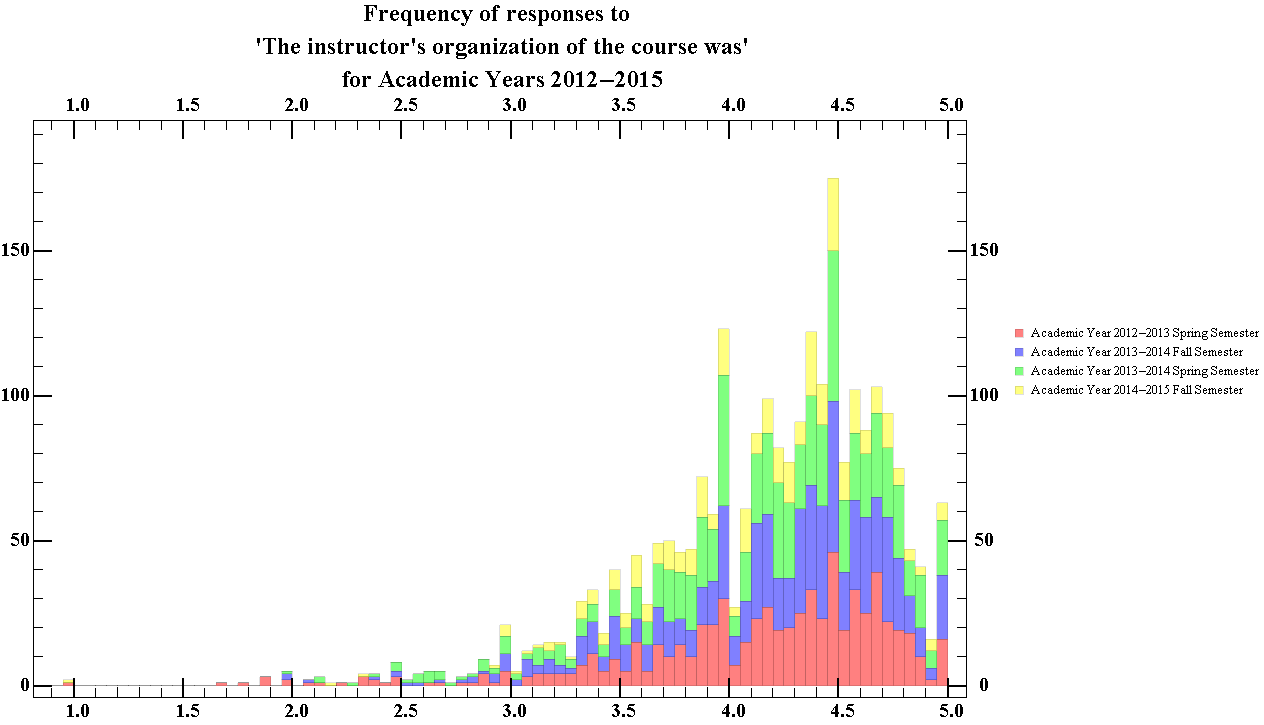 Frequency of responses to
'The instructor's organization of the course was'
for Academic Years 2012–2015
1.0 1.5 2.0 2.5 3.0 3.5 4.0 4.5 5.0
150 150
Academic Year 2012–2013 Spring Semester
Academic Year 2013–2014 Fall Semester
Academic Year 2013–2014 Spring Semester
Academic Year 2014–2015 Fall Semester
100 100
50 50
0 0
1.0 1.5 2.0 2.5 3.0 3.5 4.0 4.5 5.0